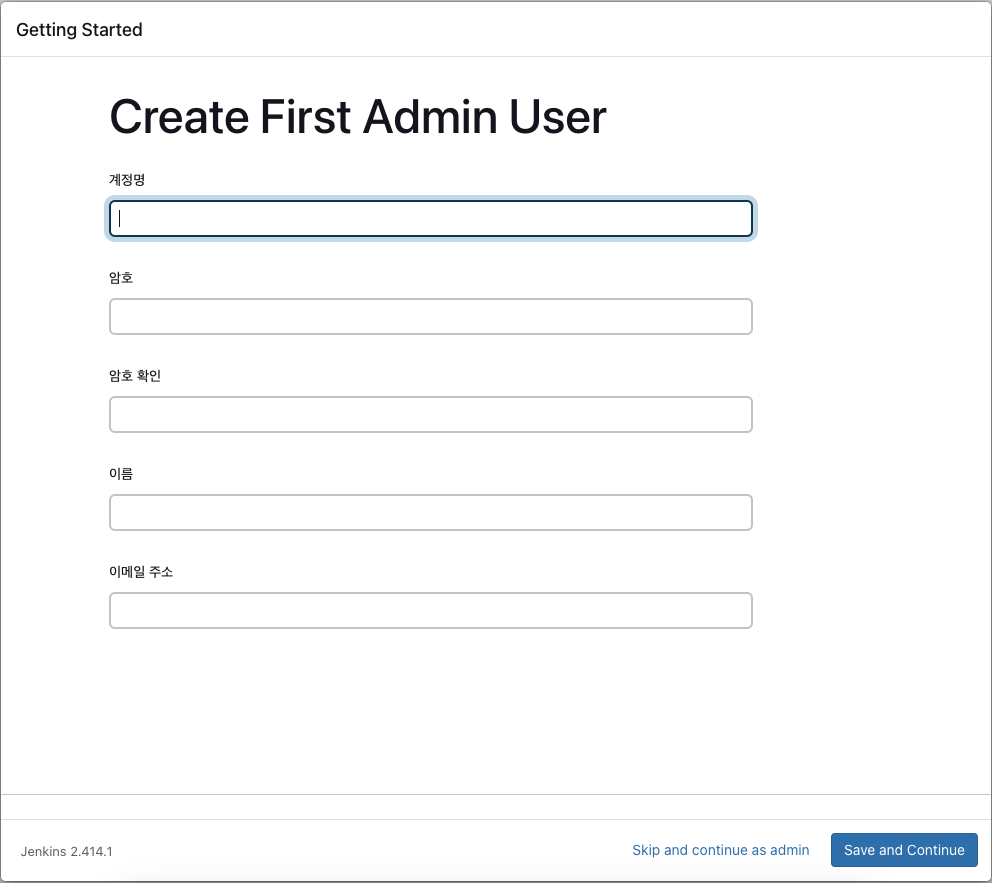 Getting Started
Create First Admin User
계정명
암호
암호 확인
이름
이메일 주소
Jenkins 2.414.1
Skip and continue as admin
Save and Continue